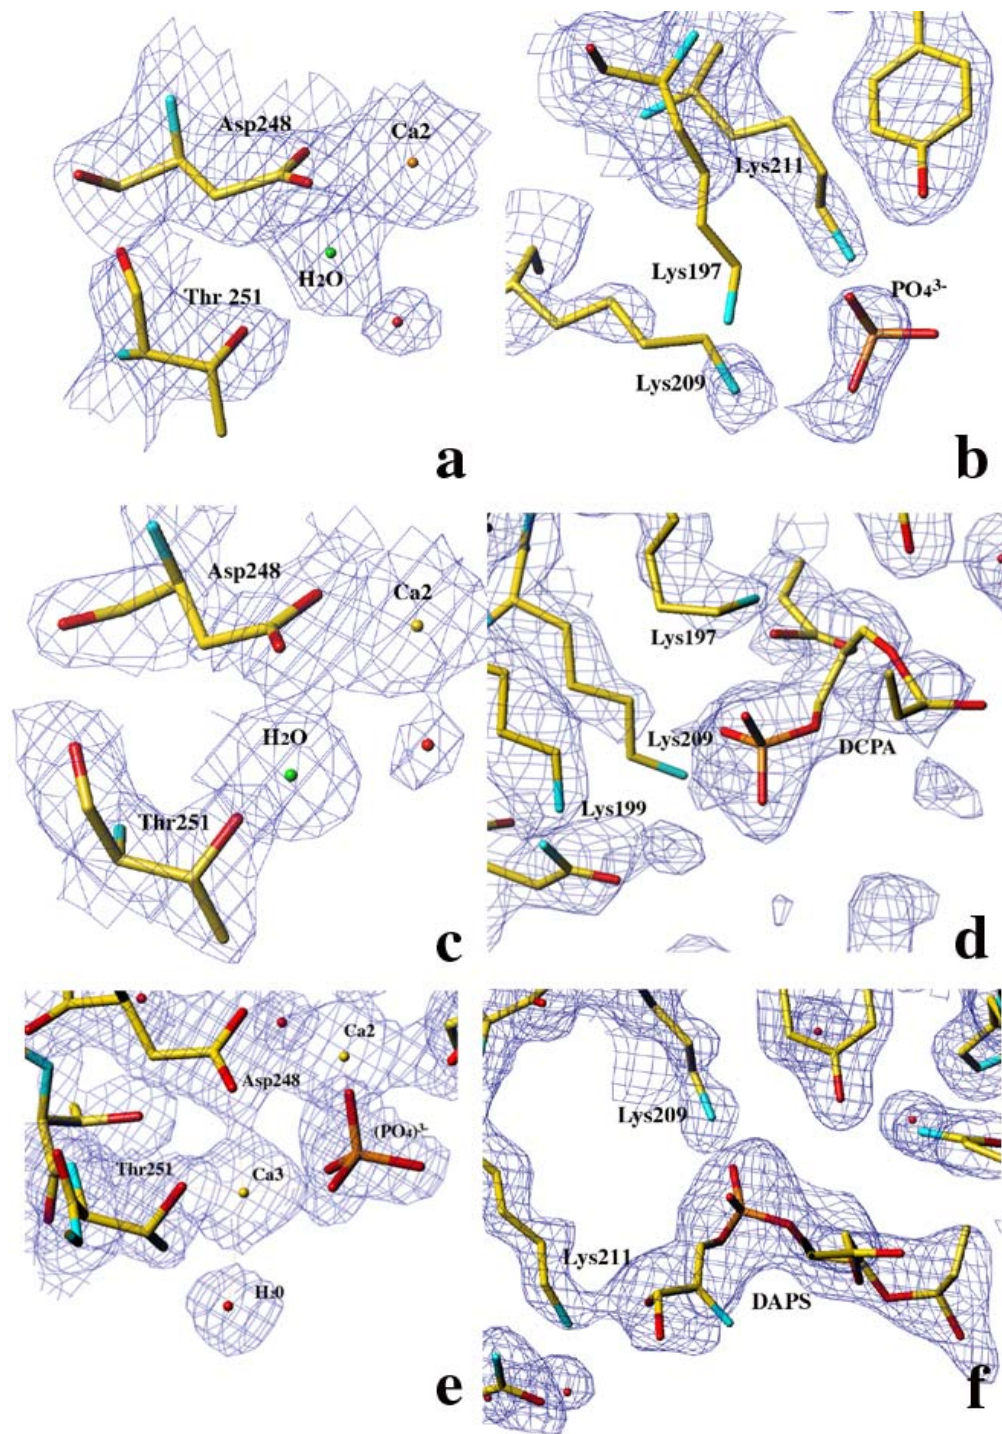 Asp248
Ca2
H2O
Thr 251
a
Lys211
Lys197
PO4³⁻
Lys209
b
Asp248
Ca2
H2O
Thr251
c
Lys197
Lys209
DCPA
Lys199
d
Ca2
Asp248
(PO4)³⁻
Thr251
Ca3
H20
e
Lys209
Lys211
DAPS
f